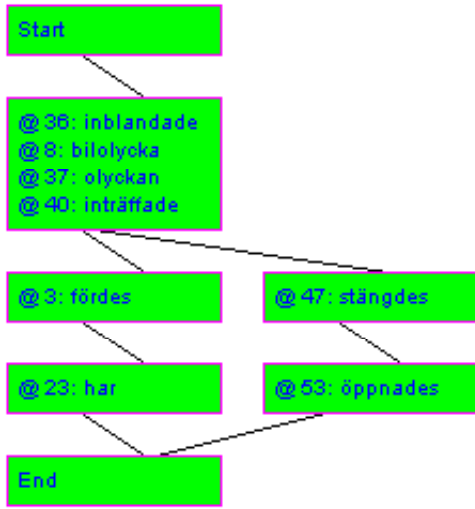 Start
@36: inblandade
@8: bilolycka
@37: olyckan
@40: inträffade
@3: fördes
@47: stängdes
@23: har
@53: öppnades
End